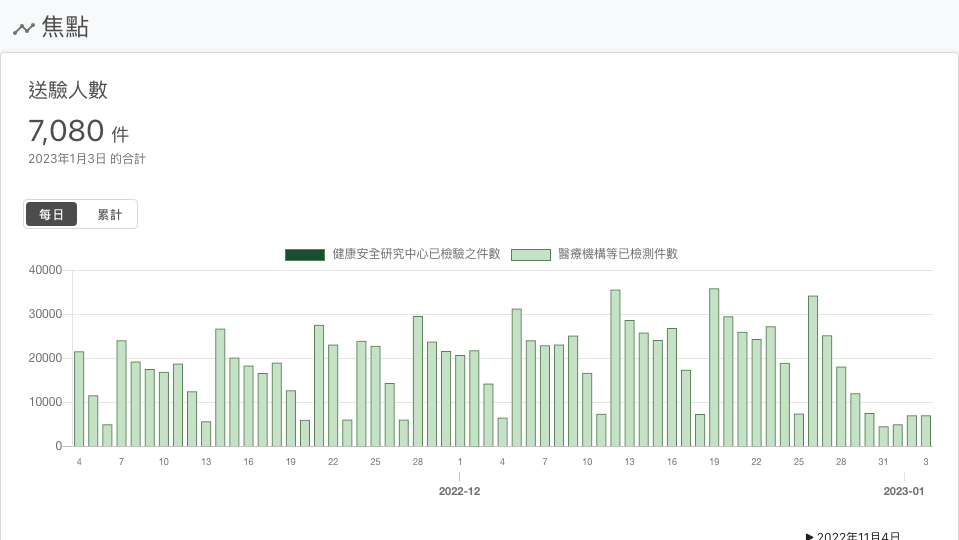 焦點
送驗人數
7,080 件
2023年1月3日 的合計
每日 累計
健康安全研究中心已檢驗之件數 醫療機構等已檢測件數
40000
30000
20000
10000
0
4 7 10 13 16 19 22 25 28 1 4 7 10 13 16 19 22 25 28 31 3
2022-12 2023-01
▶ 2022年11月4日